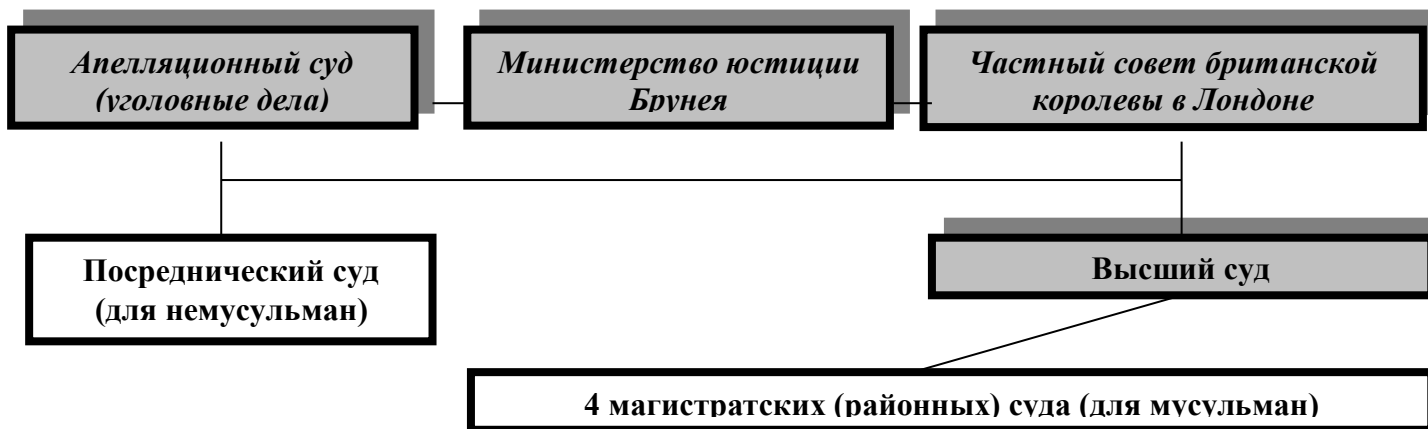 Апелляционный суд
(уголовные дела)
Министерство юстиции
Брунея
Частный совет британской
королевы в Лондоне
Посреднический суд
(для немусульман)
Высший суд
4 магистратских (районных) суда (для мусульман)